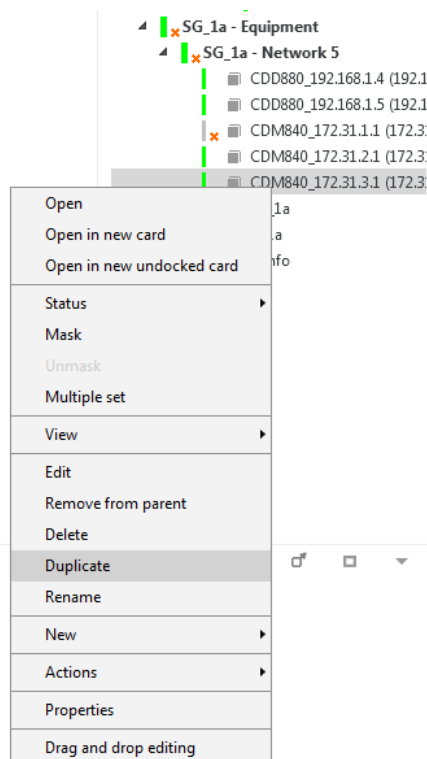 SG_1a - Equipment
SG_1a - Network 5
CDD880_192.168.1.4 (192.1
CDD880_192.168.1.5 (192.1
CDM840_172.31.1.1 (172.3
CDM840_172.31.2.1 (172.3
CDM840_172.31.3.1 (172.3
_1a
.a
nfo
Open
Open in new card
Open in new undocked card
Status
Mask
Unmask
Multiple set
View
Edit
Remove from parent
Delete
Duplicate
Rename
New
Actions
Properties
Drag and drop editing